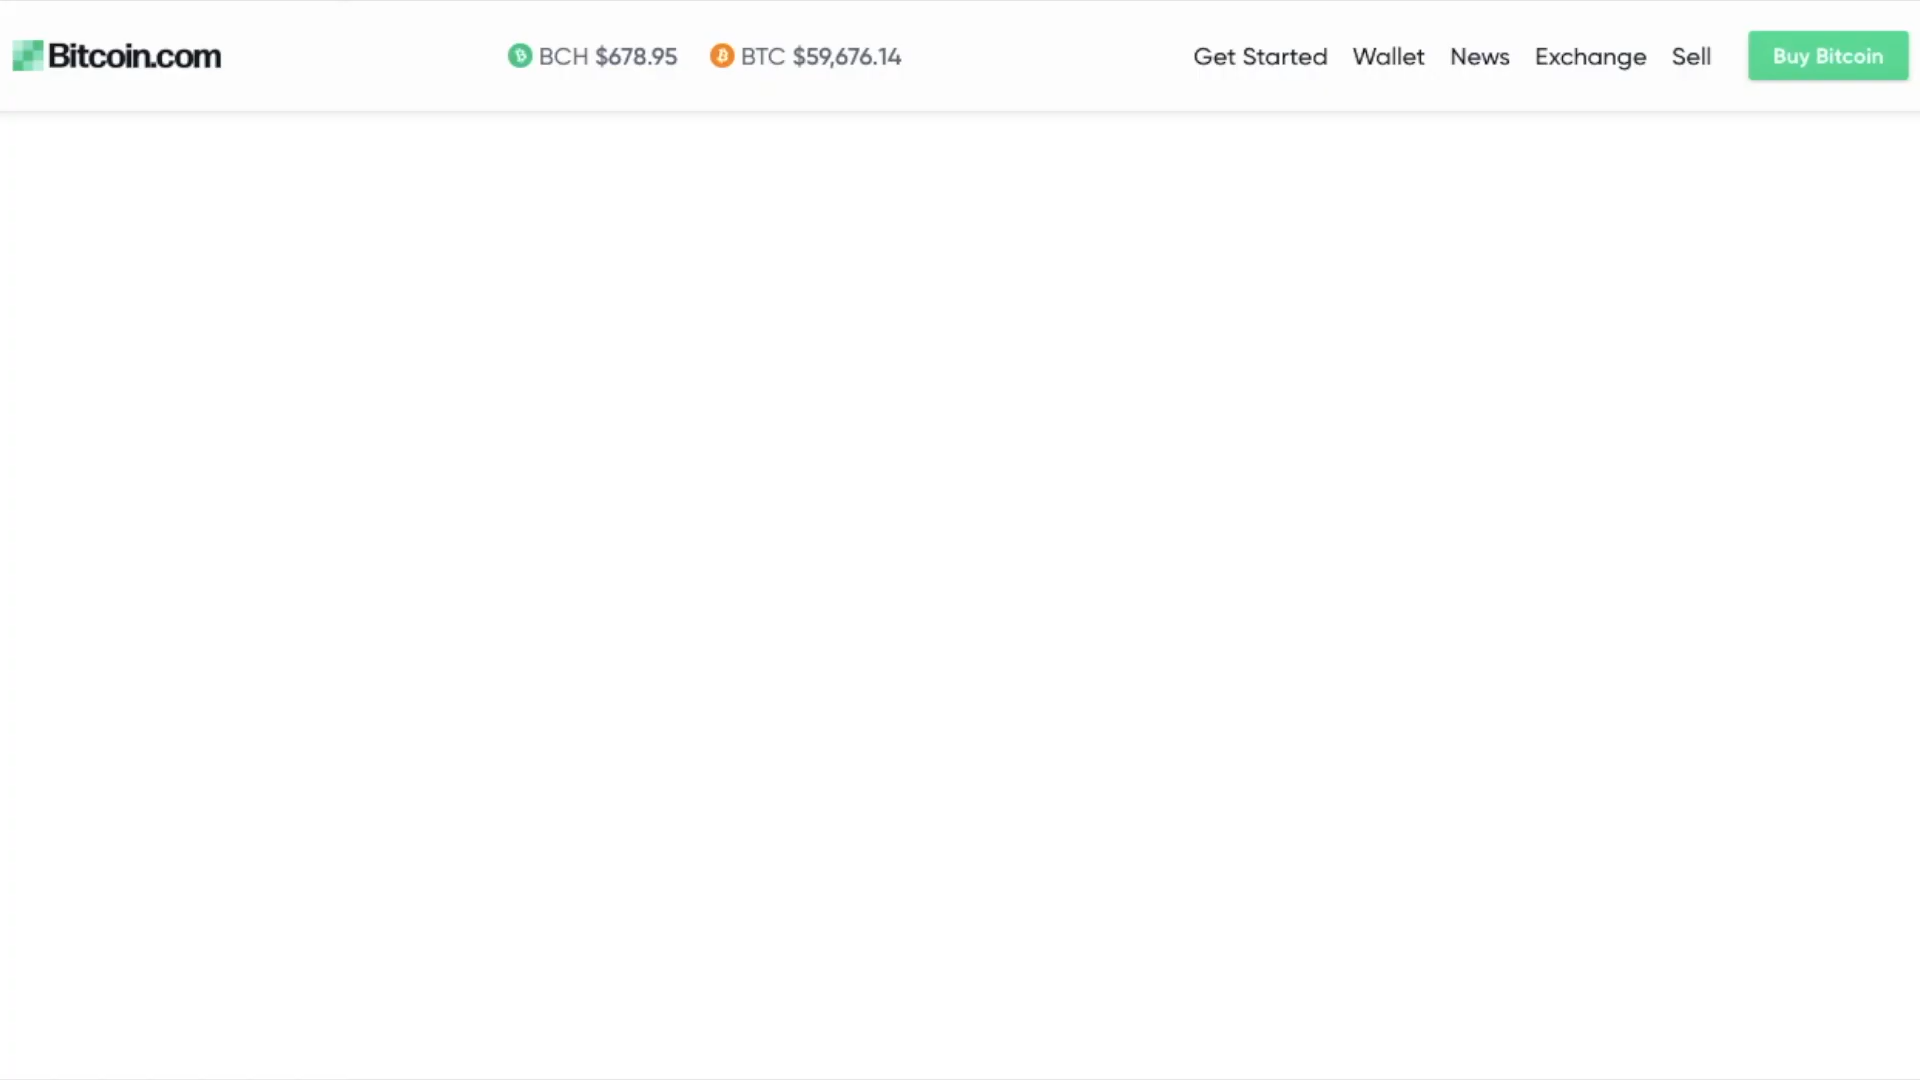 Bitcoin.com BCH $678.95 BTC $59,676.14 Get Started Wallet News Exchange Sell Buy Bitcoin